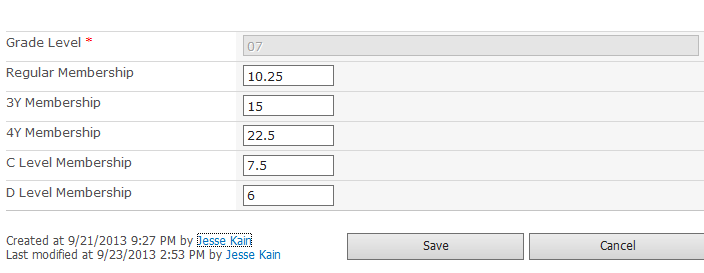 Grade Level * 07
Regular Membership 10.25
3Y Membership 15
4Y Membership 22.5
C Level Membership 7.5
D Level Membership 6
Created at 9/21/2013 9:27 PM by Jesse Kain
Last modified at 9/23/2013 2:53 PM by Jesse Kain
Save Cancel